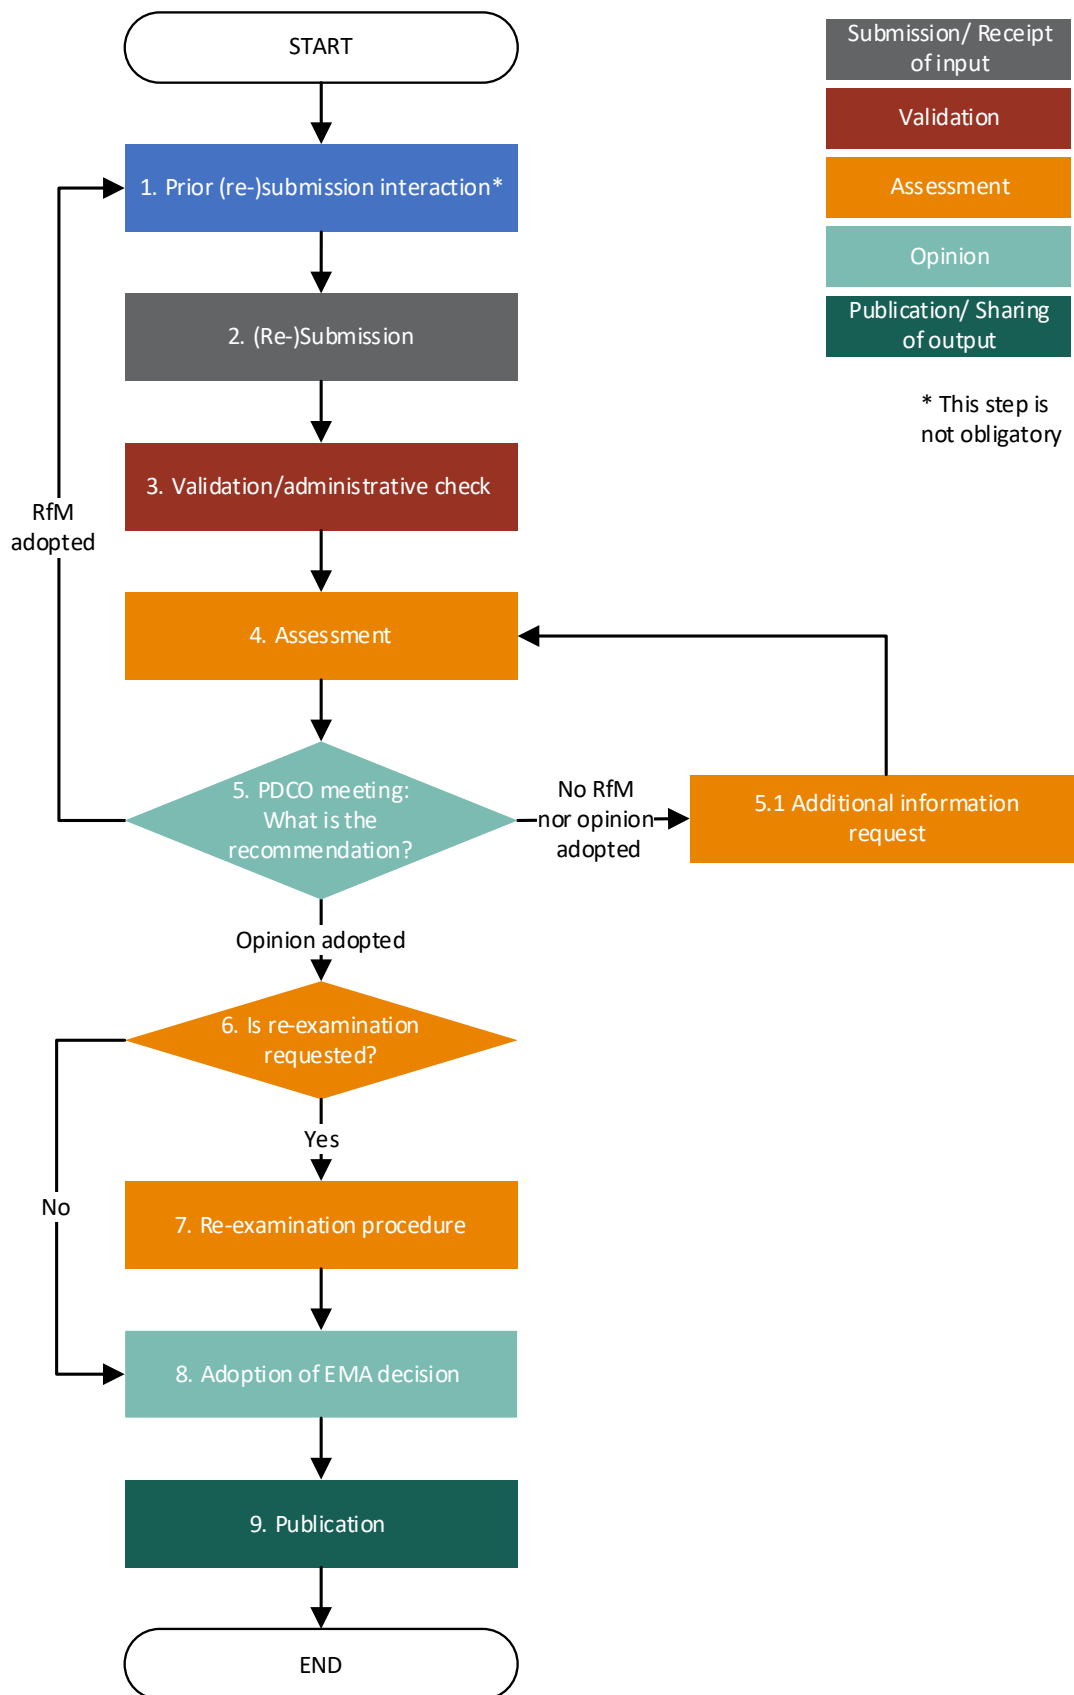 START
1. Prior (re-)submission interaction*
2. (Re-)Submission
3. Validation/administrative check
RfM
adopted
4. Assessment
5. PDCO meeting:
What is the
recommendation?
No RfM
nor opinion
adopted
5.1 Additional information
request
Opinion adopted
6. Is re-examination
requested?
Yes
No
7. Re-examination procedure
8. Adoption of EMA decision
9. Publication
END
Submission/ Receipt
of input
Validation
Assessment
Opinion
Publication/ Sharing
of output
* This step is
not obligatory